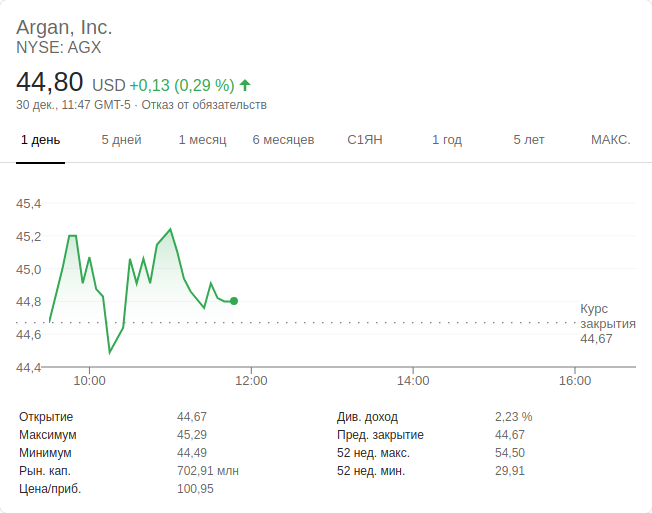 Argan, Inc.
NYSE: AGX
44,80 USD +0,13 (0,29 %)
30 дек., 11:47 GMT-5 · Отказ от обязательств
1 день 5 дней 1 месяц 6 месяцев С1ЯН 1 год 5 лет МАКС.
45,4
45,2
45,0
44,8
44,6
44,4
Курс
закрытия
44,67
10:00 12:00 14:00 16:00
Открытие 44,67 Див. доход 2,23 %
Максимум 45,29 Пред. закрытие 44,67
Минимум 44,49 52 нед. макс. 54,50
Рын. кап. 702,91 млн 52 нед. мин. 29,91
Цена/приб. 100,95